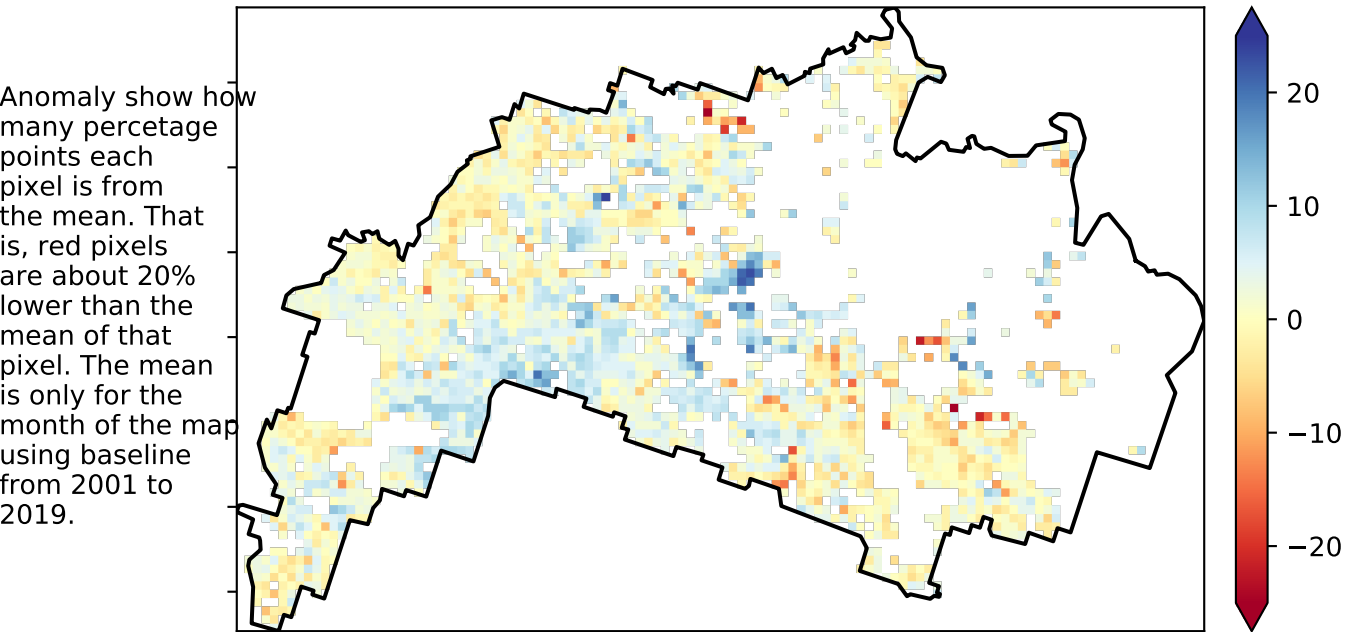 Anomaly show how
many percetage
points each
pixel is from
the mean. That
is, red pixels
are about 20%
lower than the
mean of that
pixel. The mean
is only for the
month of the map
using baseline
from 2001 to
2019.
20
10
0
−10
−20